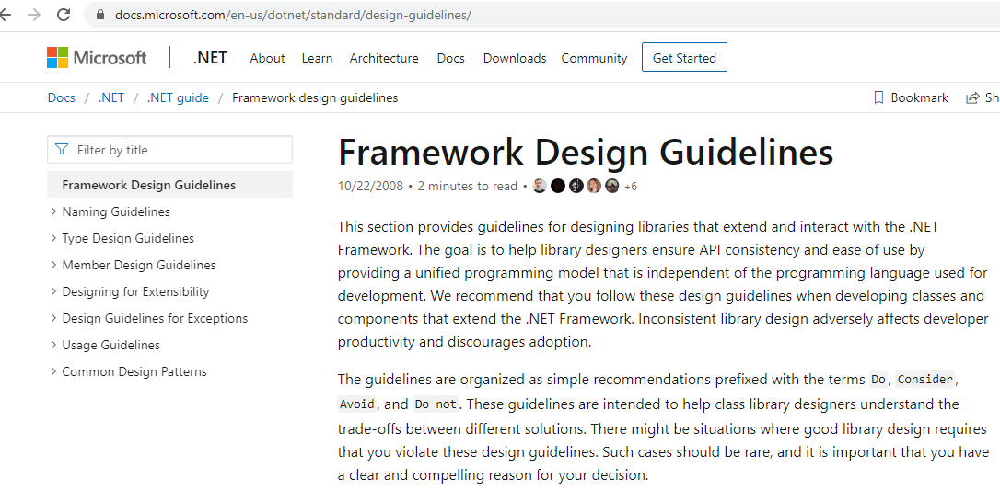 docs.microsoft.com/en-us/dotnet/standard/design-guidelines/
Microsoft .NET About Learn Architecture Docs Downloads Community Get Started
Docs / .NET / .NET guide / Framework design guidelines Bookmark Sh
Filter by title
Framework Design Guidelines
Naming Guidelines
Type Design Guidelines
Member Design Guidelines
Designing for Extensibility
Design Guidelines for Exceptions
Usage Guidelines
Common Design Patterns
Framework Design Guidelines
10/22/2008 • 2 minutes to read • +6
This section provides guidelines for designing libraries that extend and interact with the .NET
Framework. The goal is to help library designers ensure API consistency and ease of use by
providing a unified programming model that is independent of the programming language used for
development. We recommend that you follow these design guidelines when developing classes and
components that extend the .NET Framework. Inconsistent library design adversely affects developer
productivity and discourages adoption.
The guidelines are organized as simple recommendations prefixed with the terms Do, Consider,
Avoid, and Do not. These guidelines are intended to help class library designers understand the
trade-offs between different solutions. There might be situations where good library design requires
that you violate these design guidelines. Such cases should be rare, and it is important that you have
a clear and compelling reason for your decision.